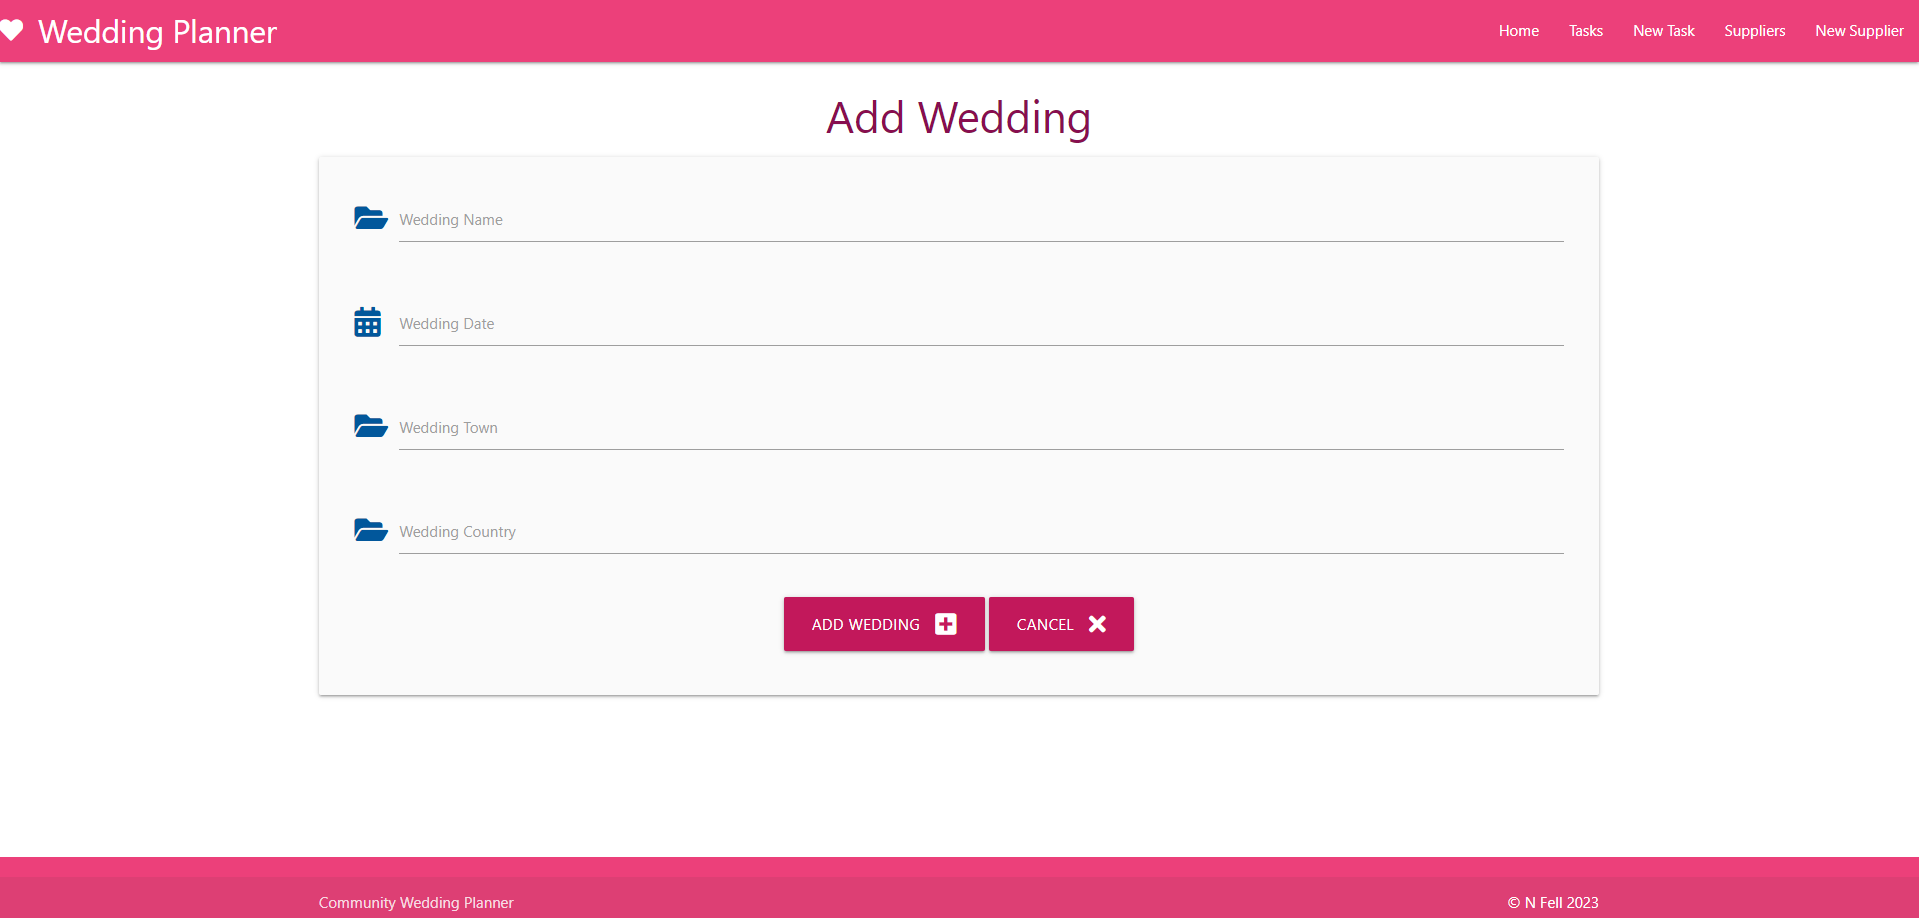 Wedding Planner
Home Tasks New Task Suppliers New Supplier
Add Wedding
Wedding Name
Wedding Date
Wedding Town
Wedding Country
ADD WEDDING CANCEL
Community Wedding Planner © N Fell 2023